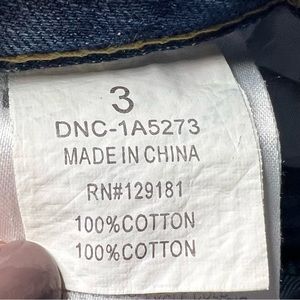 3
DNC-1A5273
MADE IN CHINA
RN#129181
100%COTTON
100%COTTON